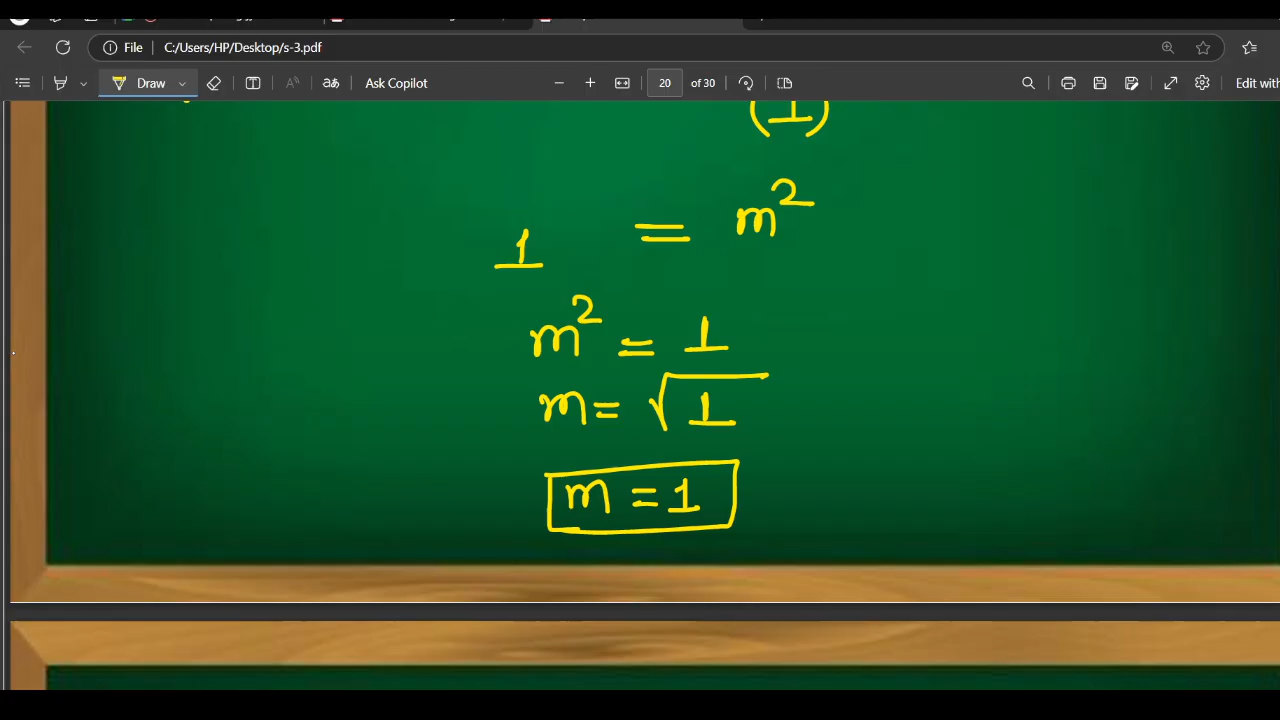 File C:/Users/HP/Desktop/s-3.pdf
Draw Ask Copilot 20 of 30 Edit with
(1)
1 = m²
m² = 1
m = √1
m = 1